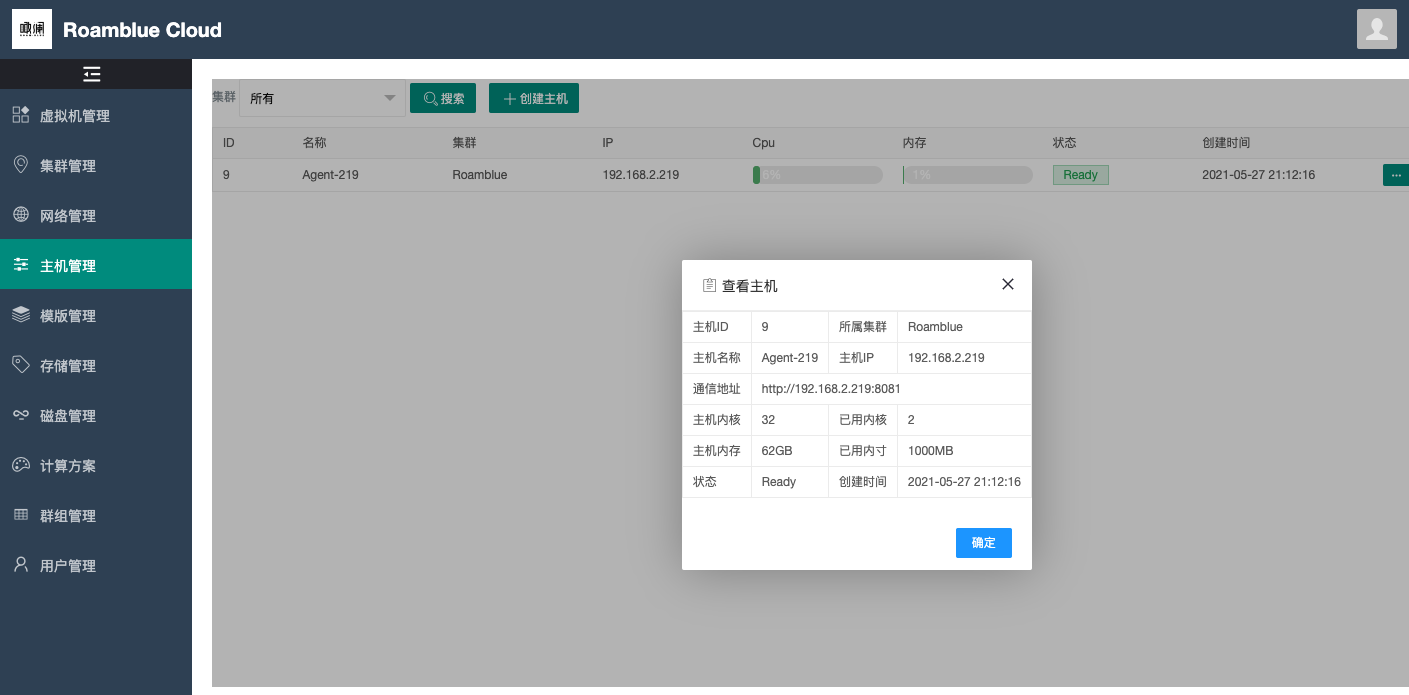 Roamblue Cloud
虚拟机管理
集群管理
网络管理
主机管理
模版管理
存储管理
磁盘管理
计算方案
群组管理
用户管理
集群 所有 搜索 创建主机
ID 名称 集群 IP Cpu 内存 状态 创建时间
9 Agent-219 Roamblue 192.168.2.219 6% 1% Ready 2021-05-27 21:12:16 ...
查看主机
主机ID 9 所属集群 Roamblue
主机名称 Agent-219 主机IP 192.168.2.219
通信地址 http://192.168.2.219:8081
主机内核 32 已用内核 2
主机内存 62GB 已用内寸 1000MB
状态 Ready 创建时间 2021-05-27 21:12:16
确定